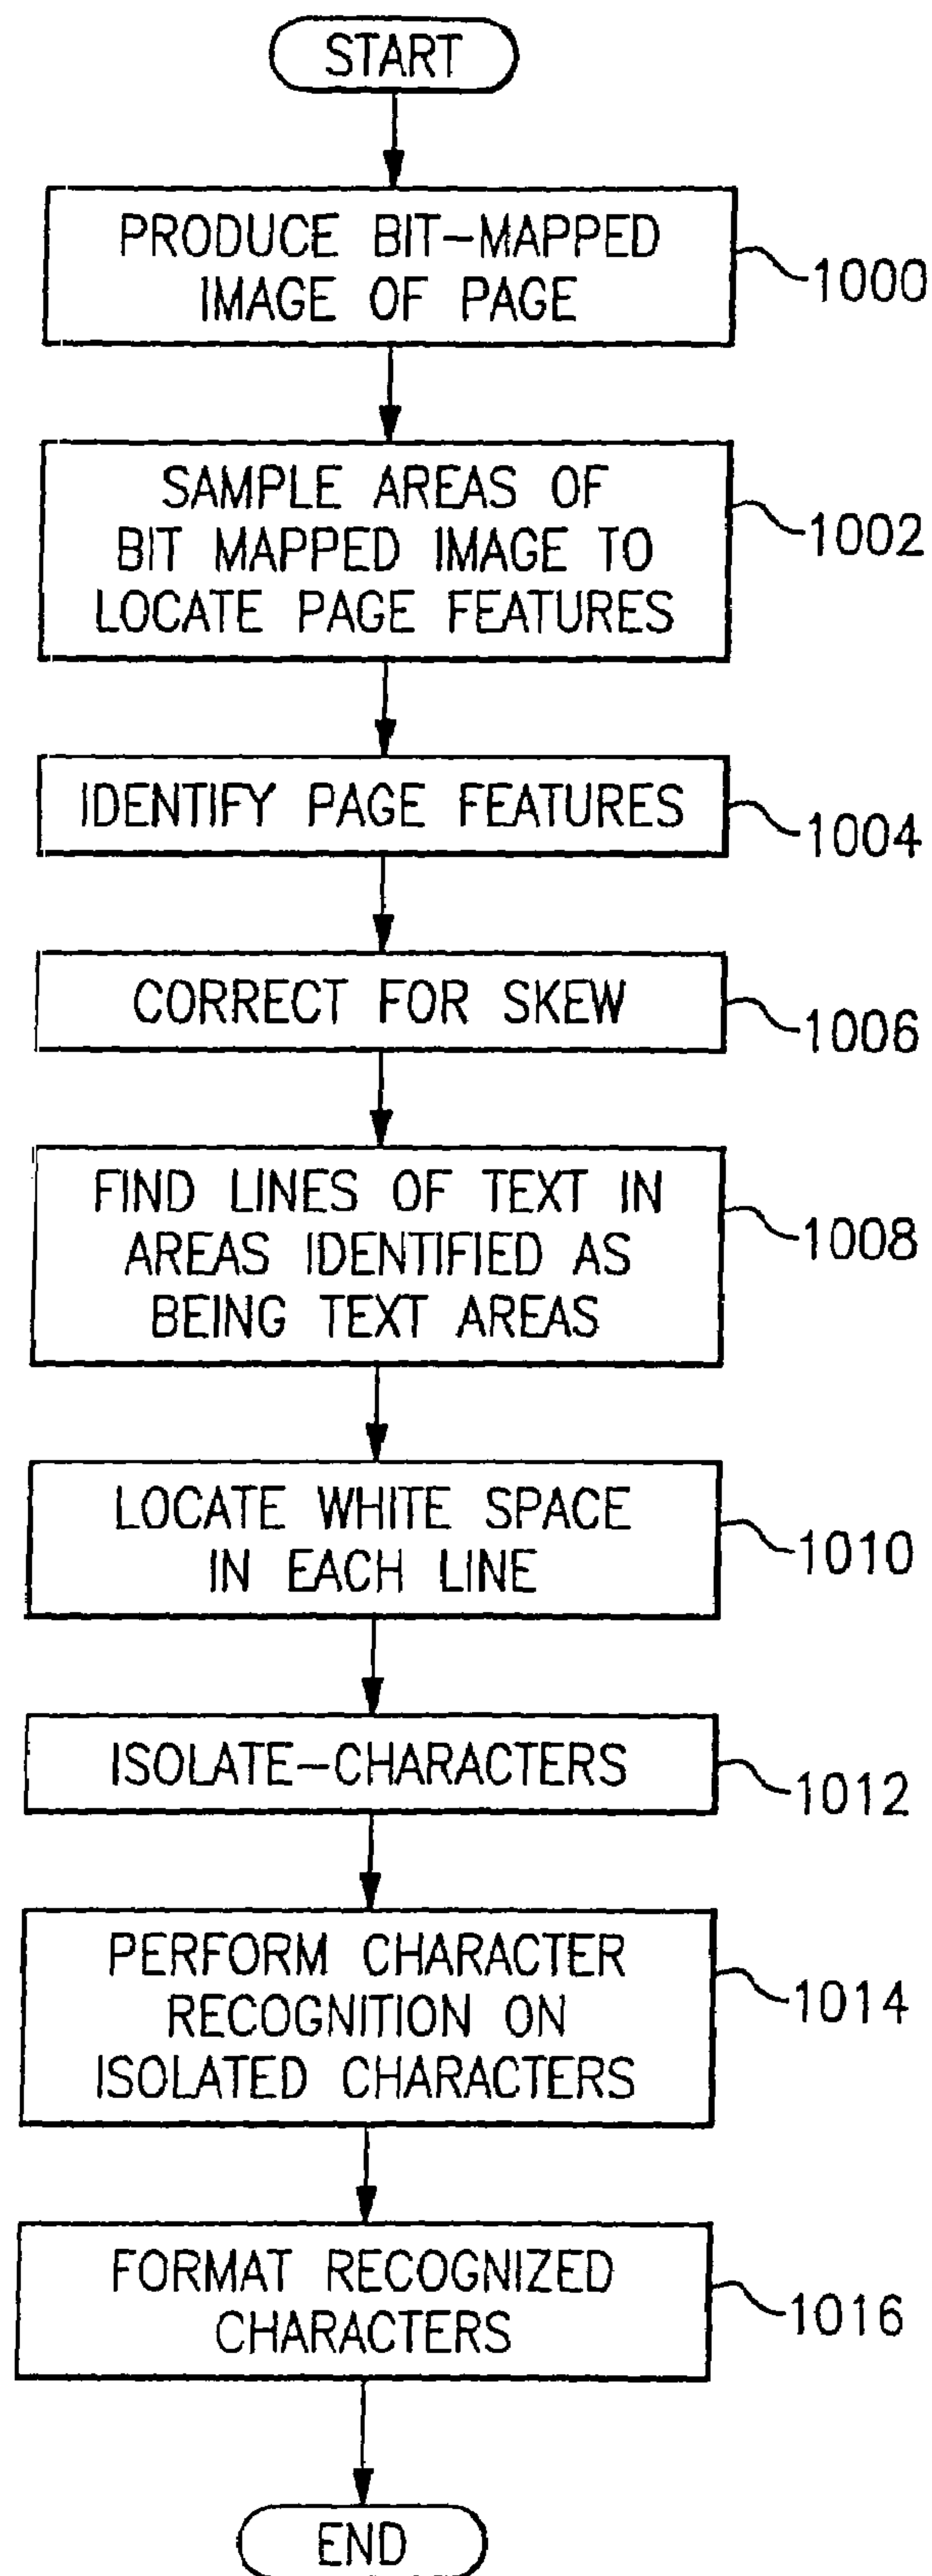 START
PRODUCE BIT-MAPPED
IMAGE OF PAGE
1000
SAMPLE AREAS OF
BIT MAPPED IMAGE TO
LOCATE PAGE FEATURES
1002
IDENTIFY PAGE FEATURES
1004
CORRECT FOR SKEW
1006
FIND LINES OF TEXT IN
AREAS IDENTIFIED AS
BEING TEXT AREAS
1008
LOCATE WHITE SPACE
IN EACH LINE
1010
ISOLATE-CHARACTERS
1012
PERFORM CHARACTER
RECOGNITION ON
ISOLATED CHARACTERS
1014
FORMAT RECOGNIZED
CHARACTERS
1016
END